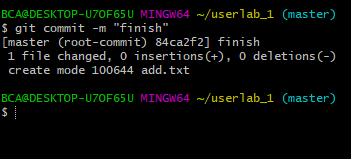 BCA@DESKTOP-U7OF65U MINGW64 ~/userlab_1 (master)
$ git commit -m "finish"
[master (root-commit) 84ca2f2] finish
 1 file changed, 0 insertions(+), 0 deletions(-)
 create mode 100644 add.txt
BCA@DESKTOP-U7OF65U MINGW64 ~/userlab_1 (master)
$